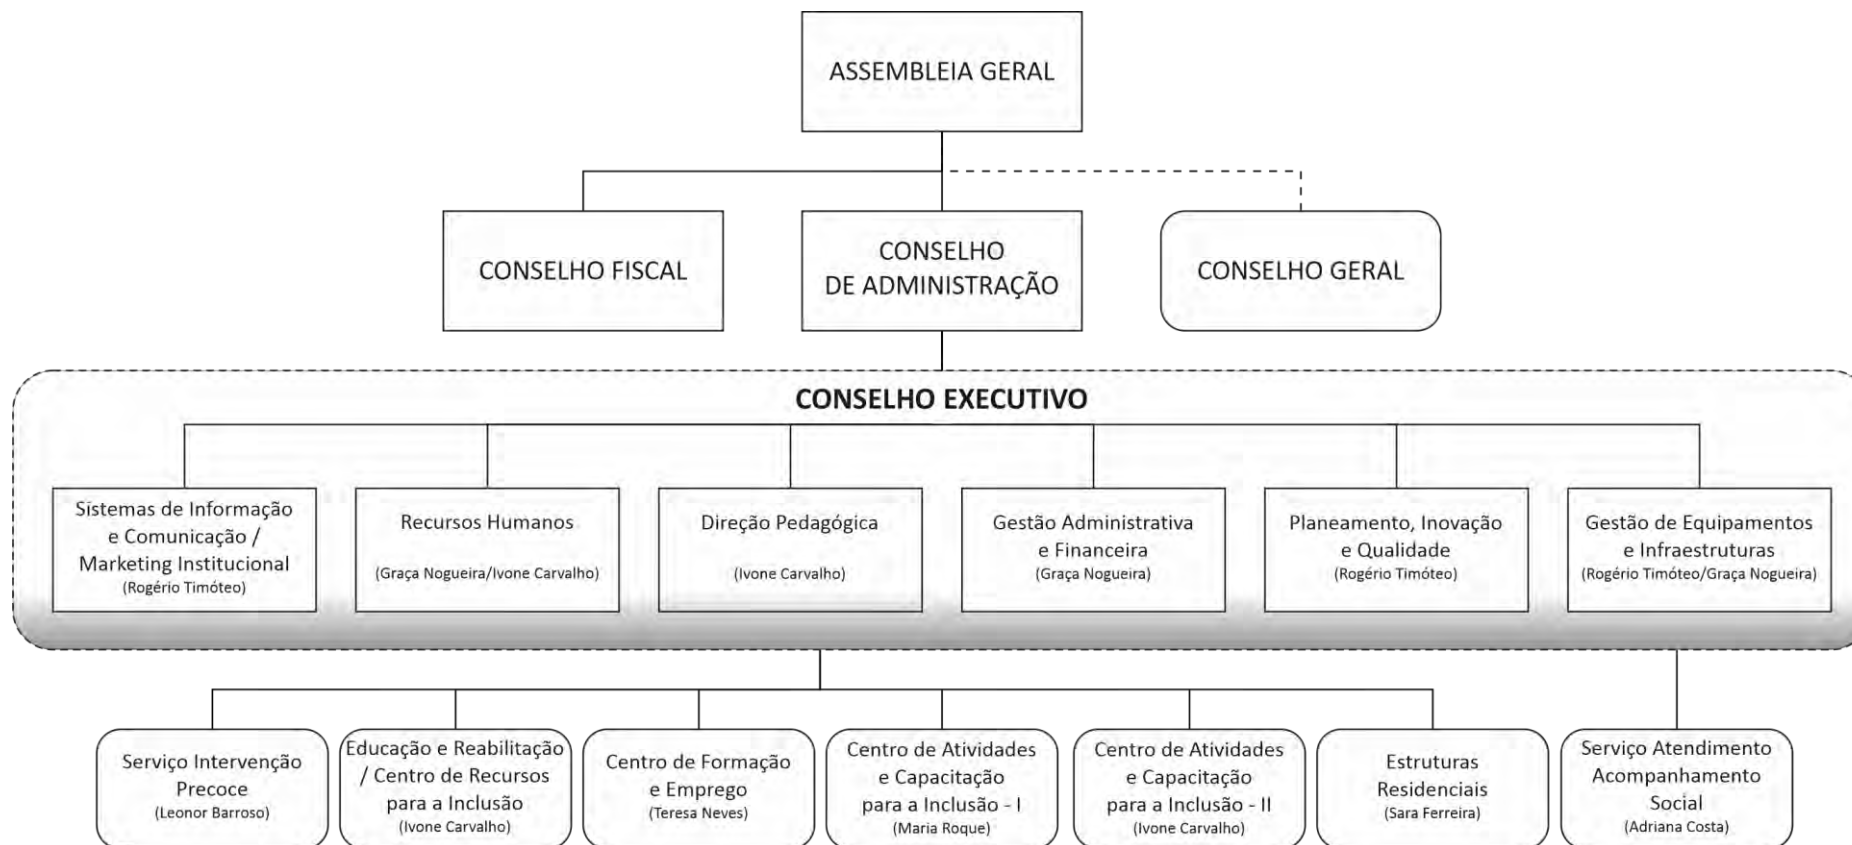 ASSEMBLEIA GERAL
CONSELHO FISCAL
CONSELHO
DE ADMINISTRAÇÃO
CONSELHO GERAL
CONSELHO EXECUTIVO
Sistemas de Informação
e Comunicação /
Marketing Institucional
(Rogério Timóteo)
Recursos Humanos
(Graça Nogueira/Ivone Carvalho)
Direção Pedagógica
(Ivone Carvalho)
Gestão Administrativa
e Financeira
(Graça Nogueira)
Planeamento, Inovação
e Qualidade
(Rogério Timóteo)
Gestão de Equipamentos
e Infraestruturas
(Rogério Timóteo/Graça Nogueira)
Serviço Intervenção
Precoce
(Leonor Barroso)
Educação e Reabilitação
/ Centro de Recursos
para a Inclusão
(Ivone Carvalho)
Centro de Formação
e Emprego
(Teresa Neves)
Centro de Atividades
e Capacitação
para a Inclusão - I
(Maria Roque)
Centro de Atividades
e Capacitação
para a Inclusão - II
(Ivone Carvalho)
Estruturas
Residenciais
(Sara Ferreira)
Serviço Atendimento
Acompanhamento
Social
(Adriana Costa)